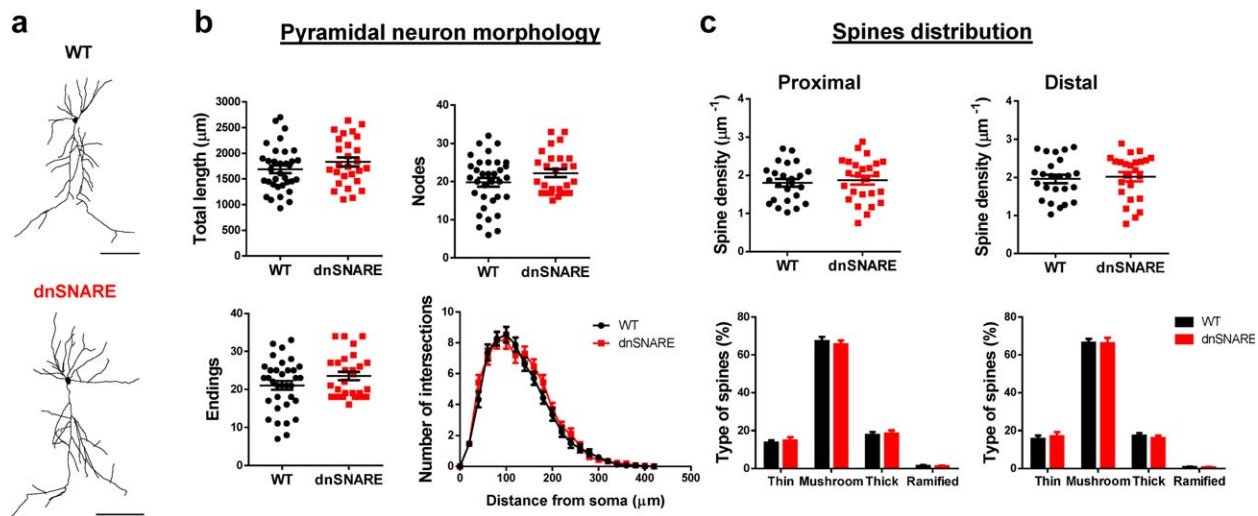 a
WT
dnSNARE
b
Pyramidal neuron morphology
Total length (μm)
3000
2500
2000
1500
1000
500
0
WT
dnSNARE
Nodes
40
30
20
10
0
WT
dnSNARE
Endings
40
30
20
10
0
WT
dnSNARE
Number of intersections
10
8
6
4
2
0
WT
dnSNARE
0 100 200 300 400 500
Distance from soma (μm)
c
Spines distribution
Proximal
Spine density (μm -1)
4
3
2
1
0
WT
dnSNARE
Distal
Spine density (μm -1)
4
3
2
1
0
WT
dnSNARE
Type of spines (%)
80
60
40
20
0
Thin Mushroom Thick Ramified
Type of spines (%)
80
60
40
20
0
WT
dnSNARE
Thin Mushroom Thick Ramified